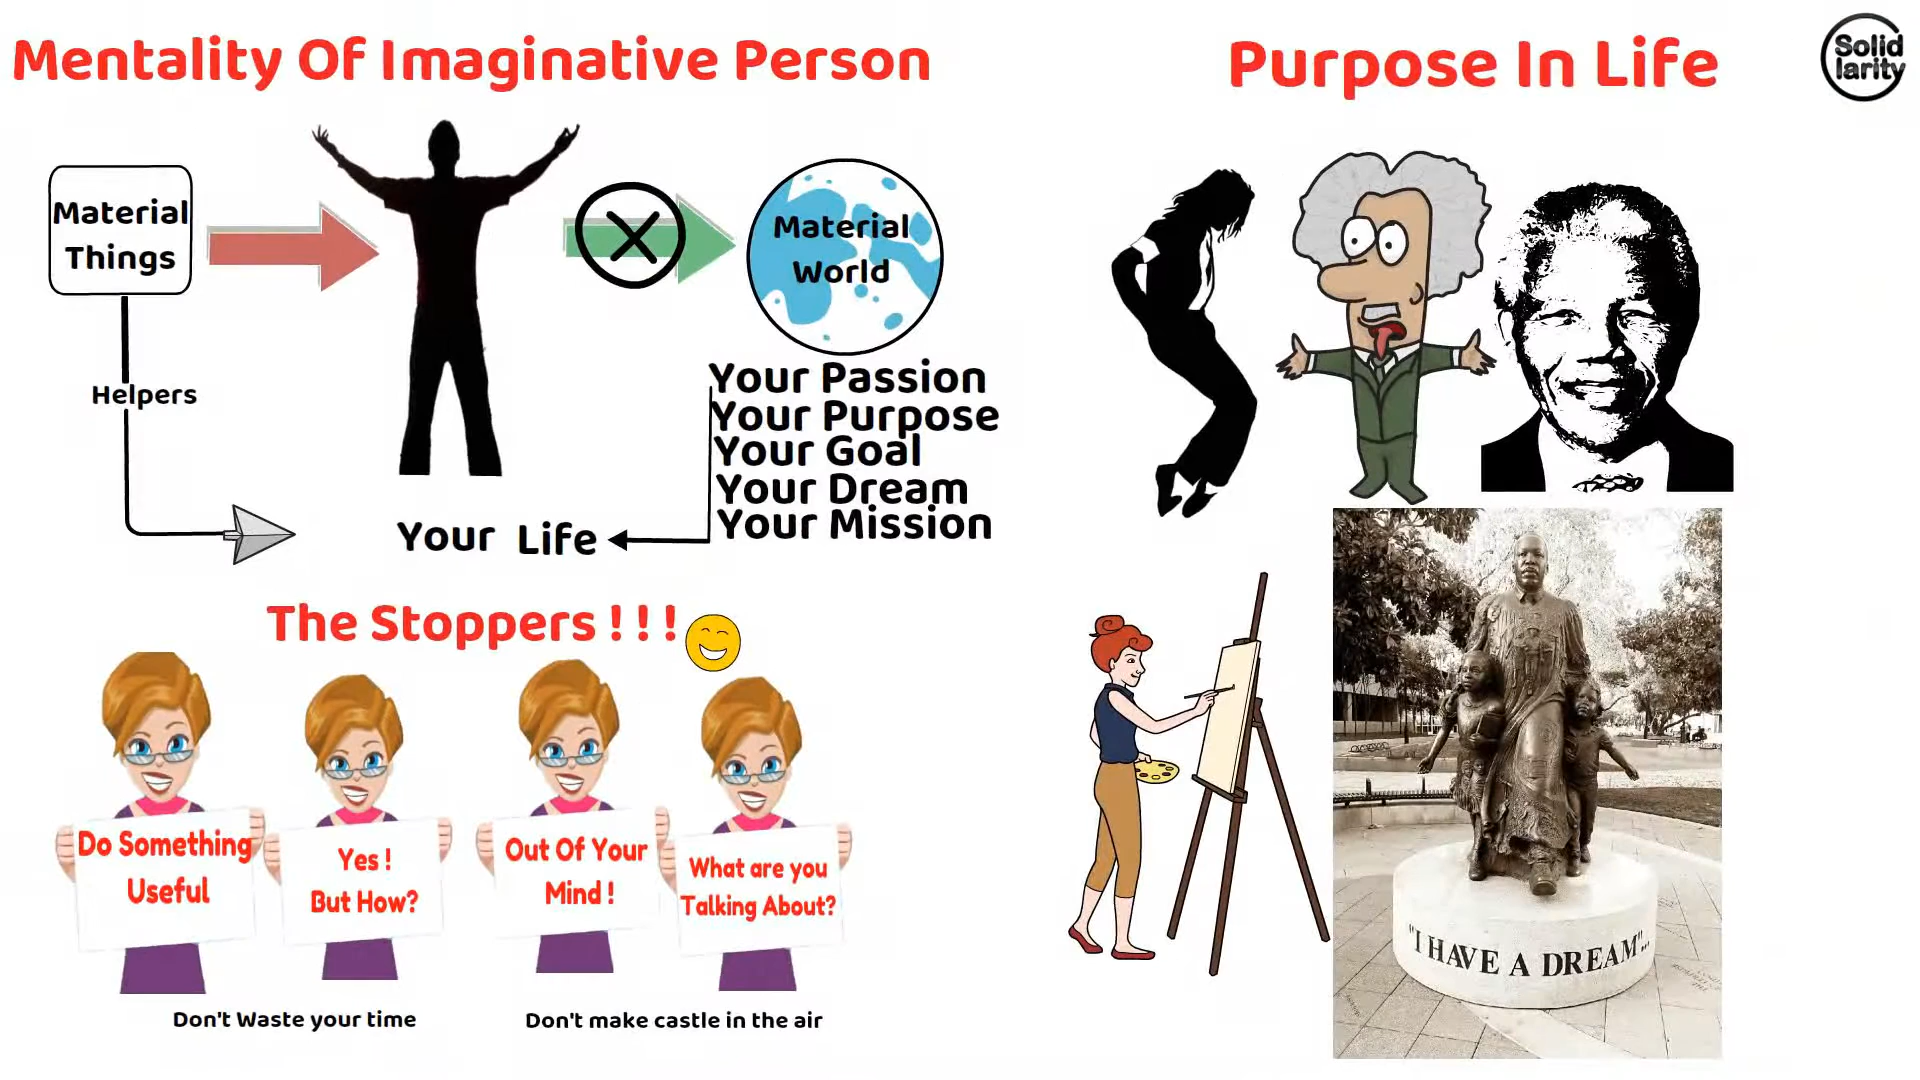 Mentality Of Imaginative Person
Purpose In Life
Solid
larity
Material
Things
Material
World
Helpers
Your Passion
Your Purpose
Your Goal
Your Dream
Your Mission
Your Life
The Stoppers ! ! !
Do Something
Useful
Yes !
But How?
Out Of Your
Mind !
What are you
Talking About?
Don't Waste your time
Don't make castle in the air
"I HAVE A DREAM"...